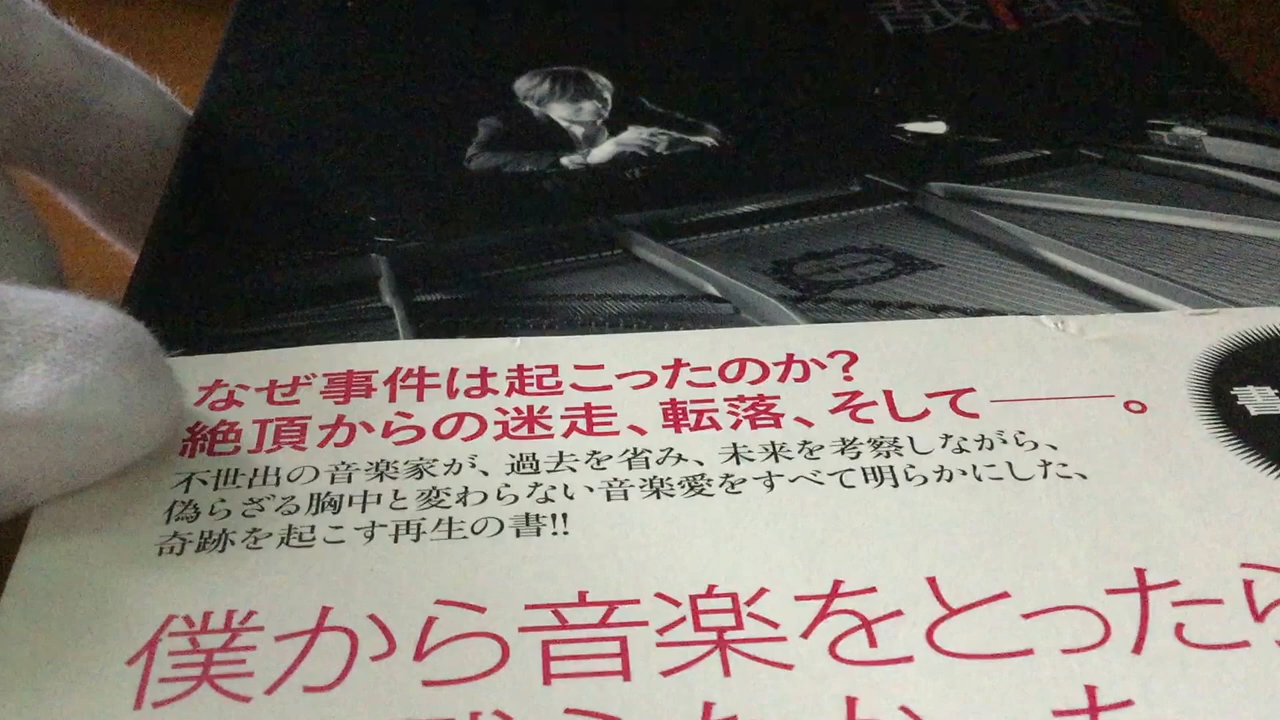 なぜ事件は起こったのか?
絶頂からの迷走、転落、そして――。
不世出の音楽家が、過去を省み、未来を考察しながら、
偽らざる胸中と変わらない音楽愛をすべて明らかにした、
奇跡を起こす再生の書!!
書
僕から音楽をとったら